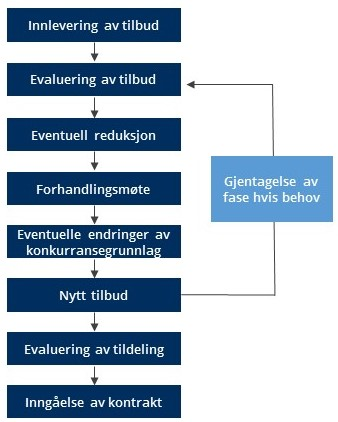 Innlevering av tilbud
Evaluering av tilbud
Eventuell reduksjon
Gjentagelse av
fase hvis behov
Forhandlingsmøte
Eventuelle endringer av
konkurransegrunnlag
Nytt tilbud
Evaluering av tildeling
Inngåelse av kontrakt